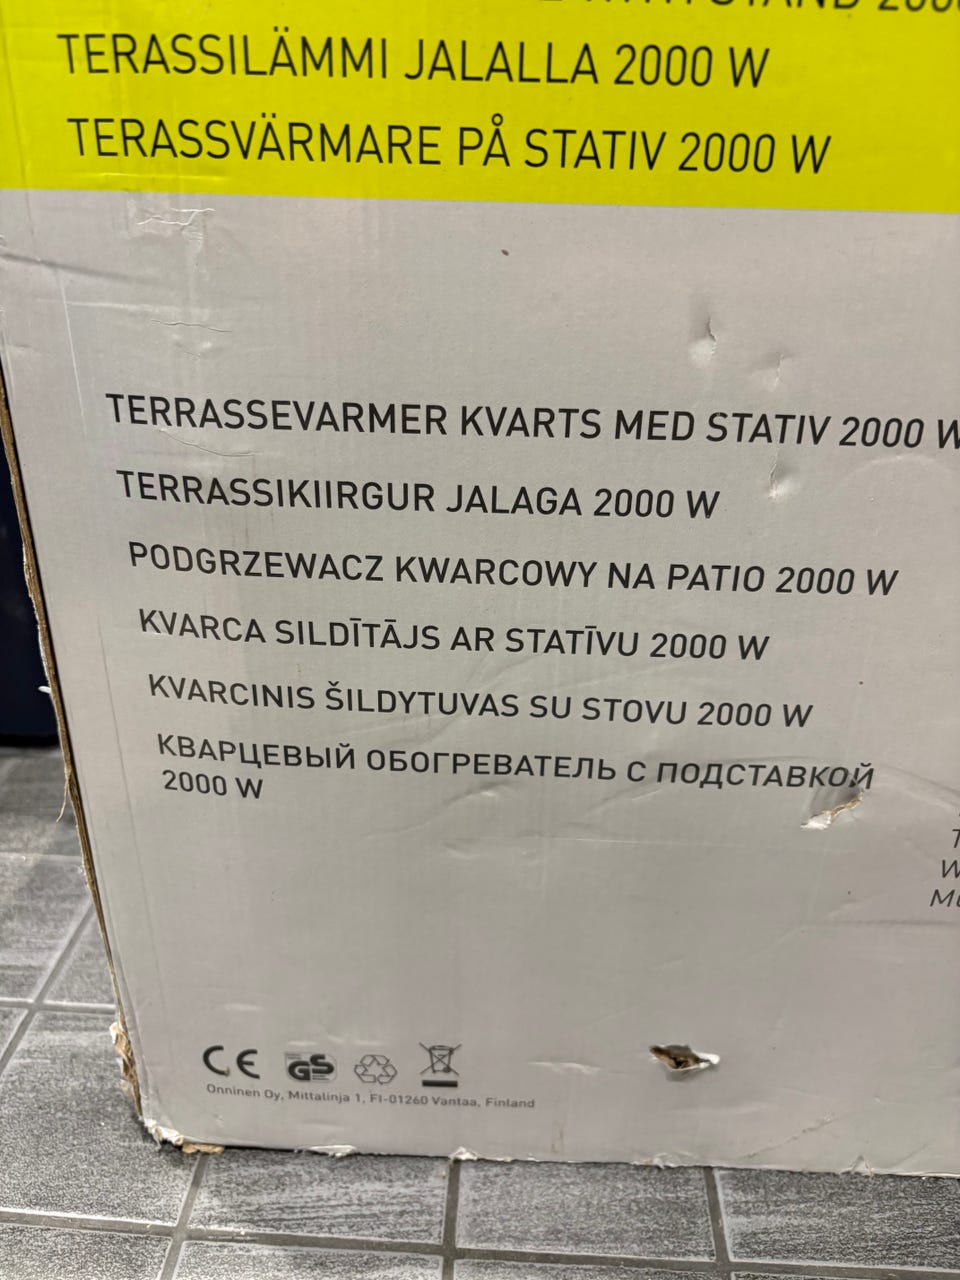 STAND
TERASSILÄMMI JALALLA 2000 W
TERASSVÄRMARE PÅ STATIV 2000 W
TERRASSEVARMER KVARTS MED STATIV 2000 W
TERRASSIKIIRGUR JALAGA 2000 W
PODGRZEWACZ KWARCOWY NA PATIO 2000 W
KVARCA SILDĪTĀJS AR STATĪVU 2000 W
KVARCINIS ŠILDYTUVAS SU STOVU 2000 W
КВАРЦЕВЫЙ ОБОГРЕВАТЕЛЬ С ПОДСТАВКОЙ
2000 W
CE GS
Onninen Oy, Mittalinja 1, FI-01260 Vantaa, Finland